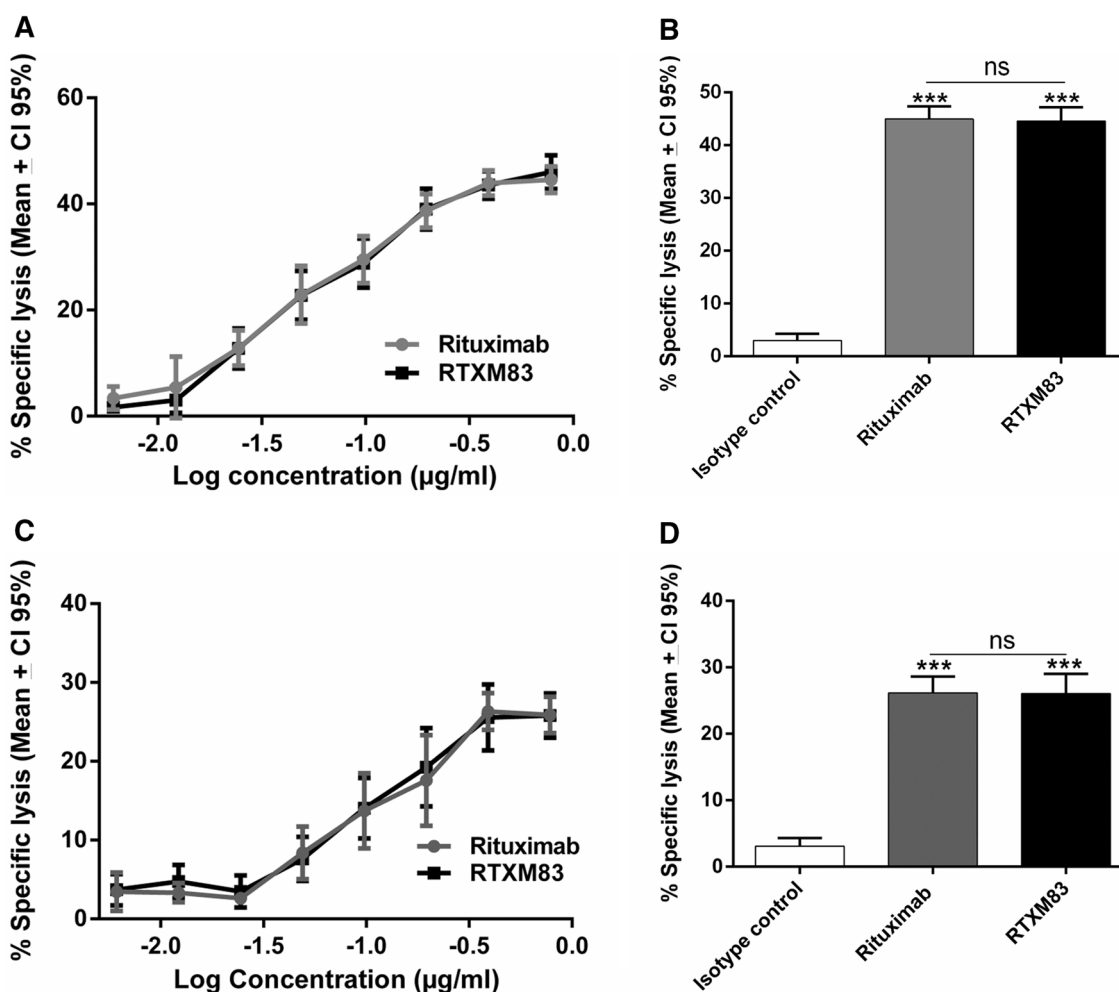 A
% Specific lysis (Mean ± CI 95%)
60
40
20
0
-2.0 -1.5 -1.0 -0.5 0.0
Log concentration (µg/ml)
Rituximab
RTXM83
B
% Specific lysis (Mean ± CI 95%)
50
40
30
20
10
0
ns
*** ***
Isotype control
Rituximab
RTXM83
C
% Specific lysis (Mean ± CI 95%)
40
30
20
10
0
-2.0 -1.5 -1.0 -0.5 0.0
Log Concentration (µg/ml)
Rituximab
RTXM83
D
% Specific lysis (Mean ± CI 95%)
40
30
20
10
0
ns
*** ***
Isotype control
Rituximab
RTXM83